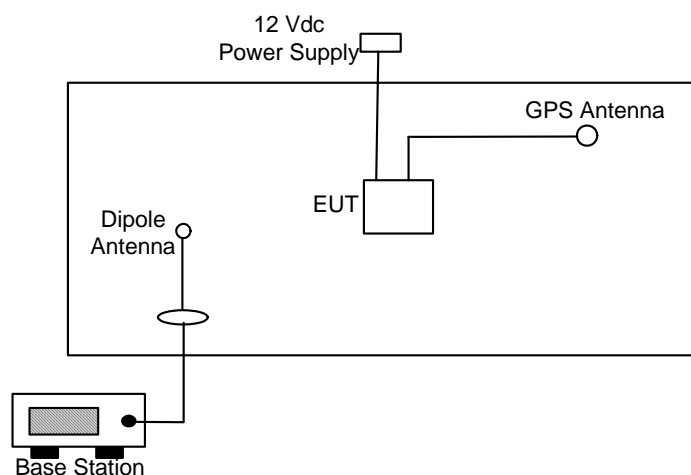 12 Vdc
Power Supply
GPS Antenna
EUT
Dipole
Antenna
Base Station